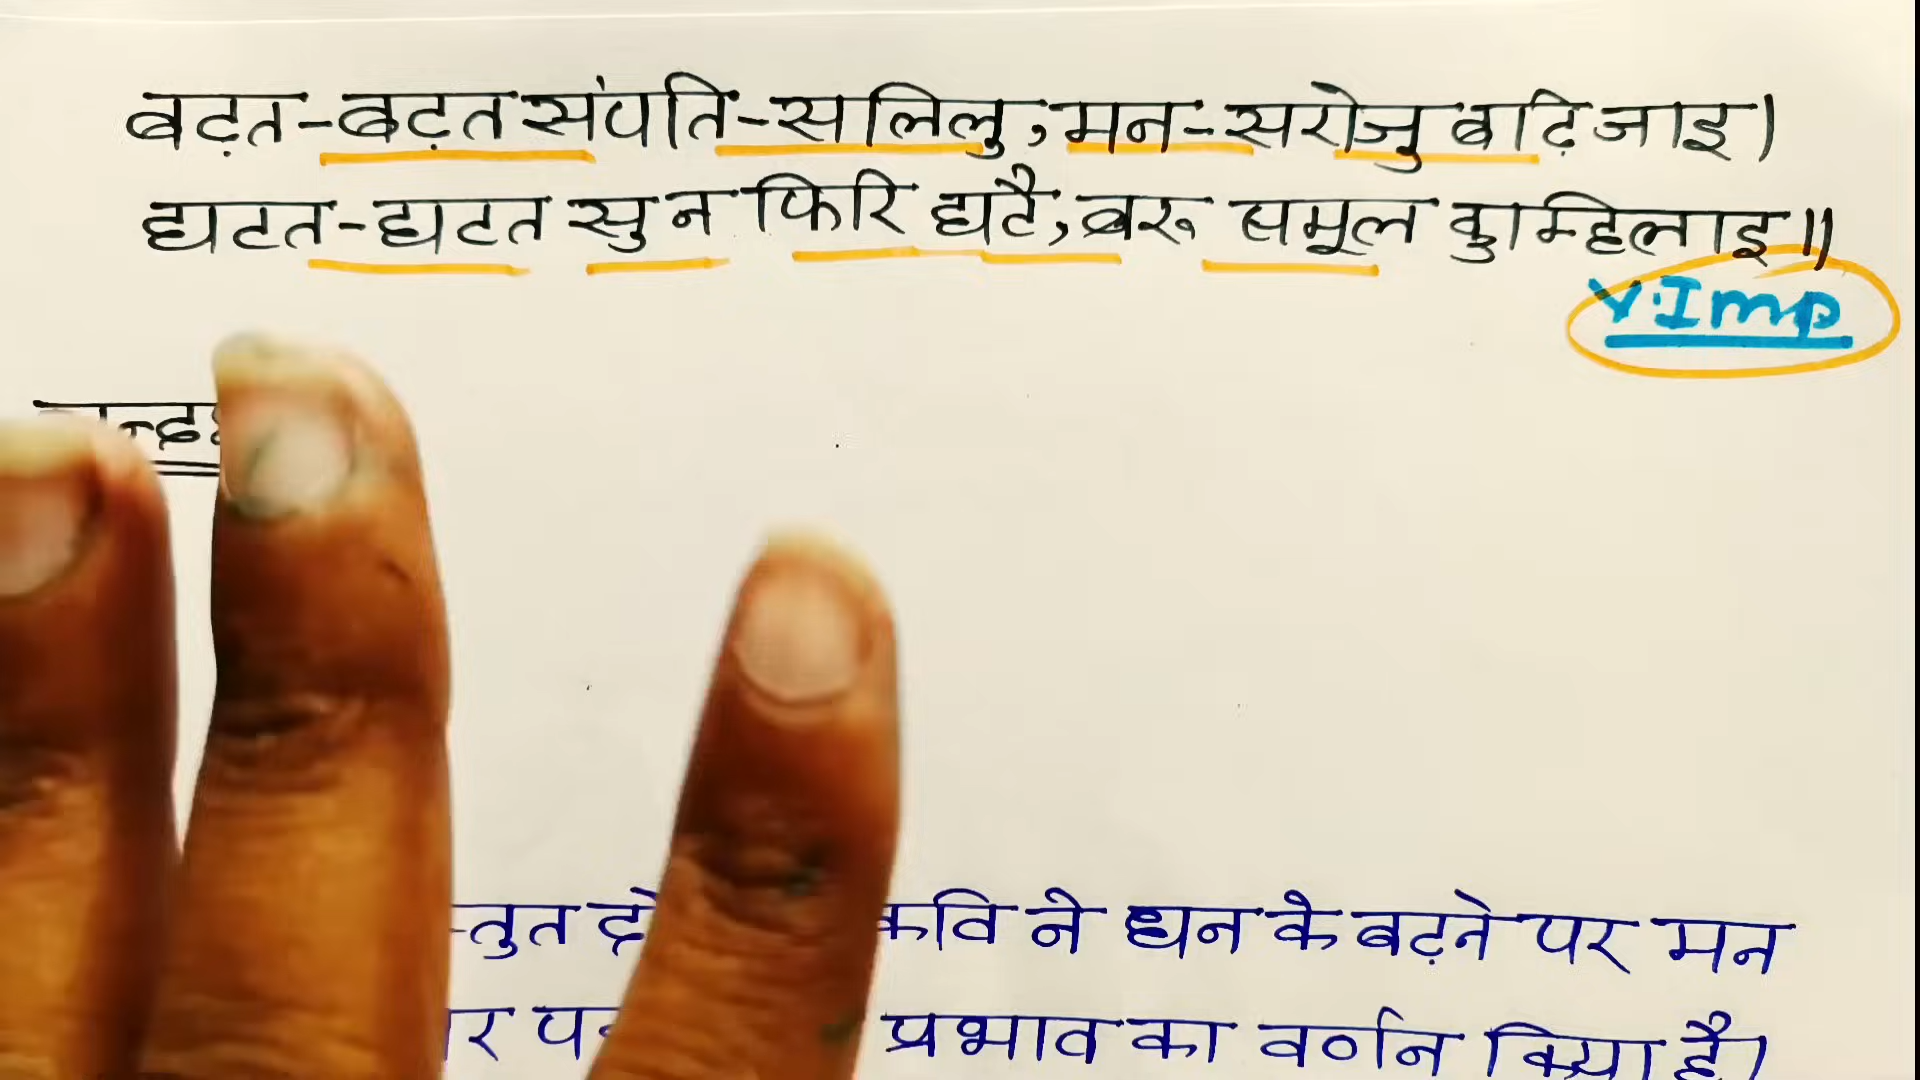 बढ़त-बढ़त संपति-सलिलु, मन-सरोजु बाढ़ि जाइ।
घटत-घटत सु न फिरि घटै, बरू समूल कुम्हिलाइ॥
V.Imp
कवि ने धन के बढ़ने पर मन
प्रभाव का वर्णन किया है।